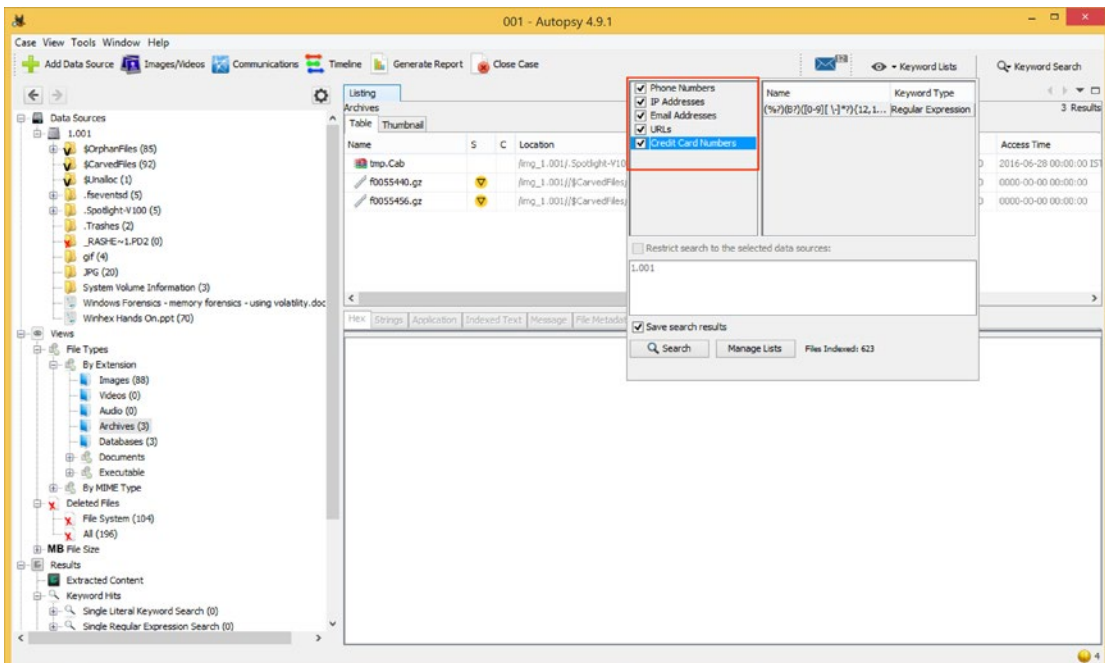 001 - Autopsy 4.9.1
Case View Tools Window Help
Add Data Source Images/Videos Communications Timeline Generate Report Close Case Keyword Lists Keyword Search
Data Sources
1.001
$OrphanFiles (85)
$CarvedFiles (92)
$Unalloc (1)
.fseventsd (5)
.Spotlight-V100 (5)
.Trashes (2)
_RASHE~1.PD2 (0)
gif (4)
JPG (20)
System Volume Information (3)
Windows Forensics - memory forensics - using volatility.doc
Winhex Hands On.ppt (70)
Views
File Types
By Extension
Images (88)
Videos (0)
Audio (0)
Archives (3)
Databases (3)
Documents
Executable
By MIME Type
Deleted Files
File System (104)
All (196)
MB File Size
Results
Extracted Content
Keyword Hits
Single Literal Keyword Search (0)
Single Regular Expression Search (0)
Listing
Archives
3 Results
Table Thumbnail
Name S C Location Access Time
tmp.Cab /img_1.001/.Spotlight-V10 2016-06-28 00:00:00 IST
f0055440.gz /img_1.001//$CarvedFiles/ 0000-00-00 00:00:00
f0055456.gz /img_1.001//$CarvedFiles/ 0000-00-00 00:00:00
Hex Strings Application Indexed Text Message File Metadat
Phone Numbers
IP Addresses
Email Addresses
URLs
Credit Card Numbers
Name Keyword Type
(%?)(B?)([0-9][ \-]*?){12,1... Regular Expression
Restrict search to the selected data sources:
1.001
Save search results
Search Manage Lists Files Indexed: 623
4